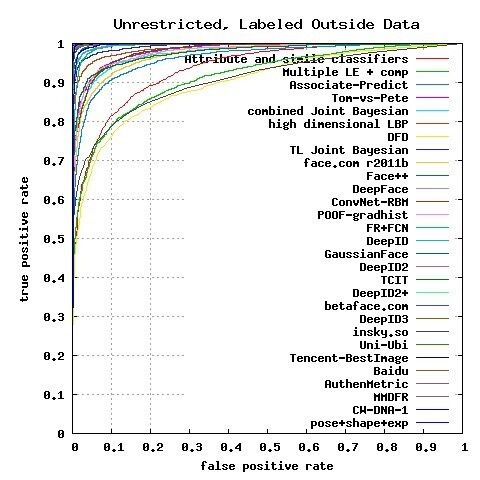 Unrestricted, Labeled Outside Data
1
0.9
0.8
0.7
0.6
0.5
0.4
0.3
0.2
0.1
0
true positive rate
Attribute and simile classifiers
Multiple LE + comp
Associate-Predict
Tom-vs-Pete
combined Joint Bayesian
high dimensional LBP
DFD
TL Joint Bayesian
face.com r2011b
Face++
DeepFace
ConvNet-RBM
POOF-gradhist
FR+FCN
DeepID
GaussianFace
DeepID2
TCIT
DeepID2+
betaface.com
DeepID3
insky.so
Uni-Ubi
Tencent-BestImage
Baidu
AuthenMetric
MMDFR
CW-DNA-1
pose+shape+exp
0 0.1 0.2 0.3 0.4 0.5 0.6 0.7 0.8 0.9 1
false positive rate